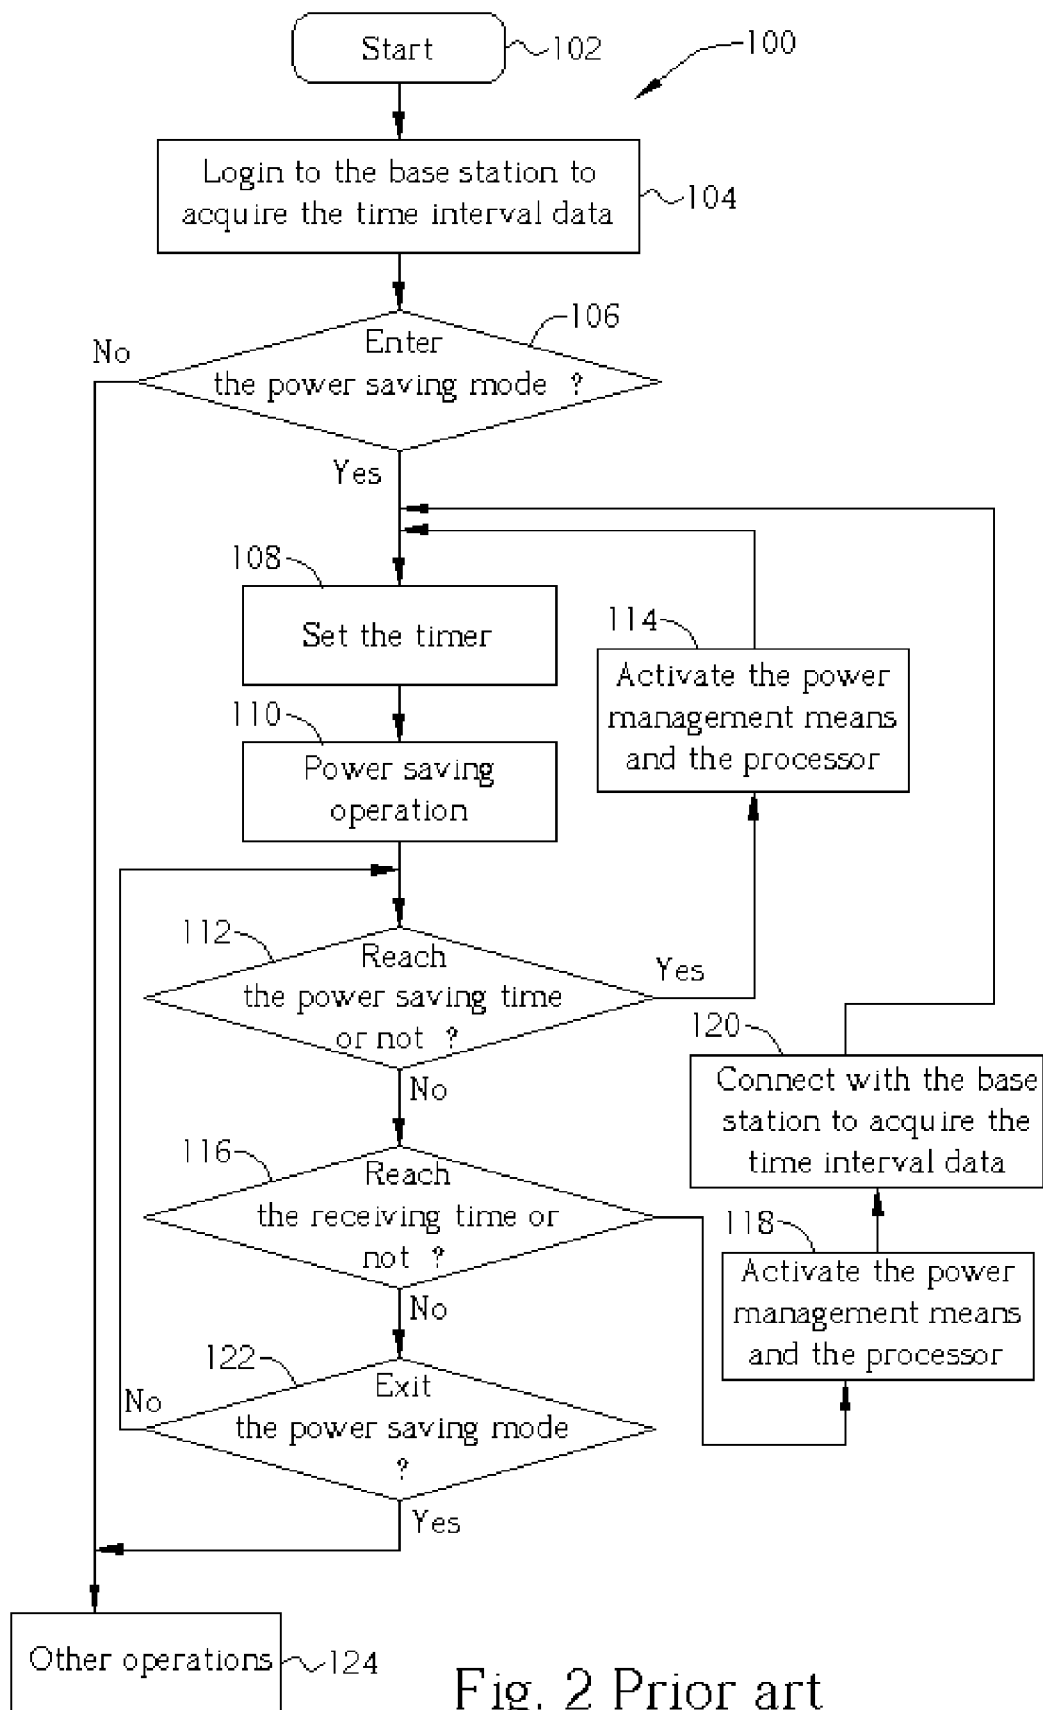 Start
102
100
Login to the base station to
acquire the time interval data
104
106
Enter
the power saving mode ?
No
Yes
108
Set the timer
114
Activate the power
management means
and the processor
110
Power saving
operation
112
Reach
the power saving time
or not ?
Yes
No
120
Connect with the base
station to acquire the
time interval data
116
Reach
the receiving time or
not ?
No
118
Activate the power
management means
and the processor
122
Exit
the power saving mode
?
No
Yes
Other operations
124
Fig. 2 Prior art